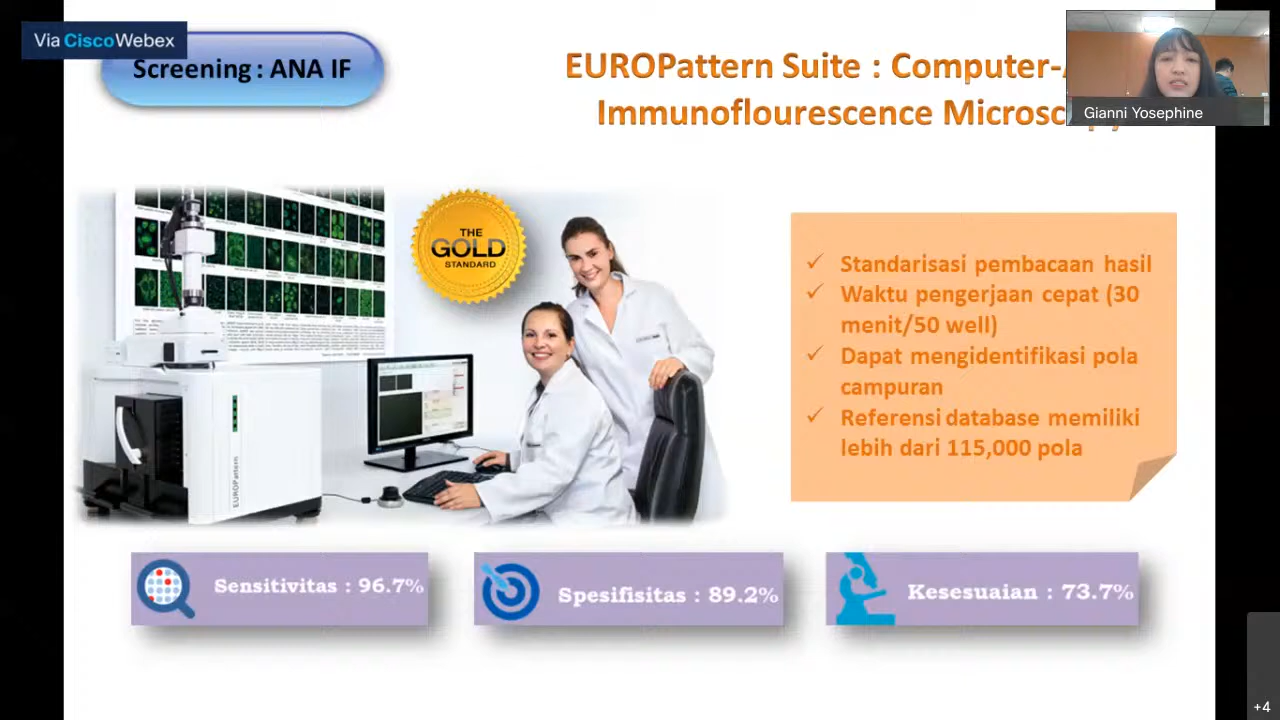 Via Cisco Webex
Screening : ANA IF
EUROPattern Suite : Computer-
Immunoflourescence
Gianni Yosephine
THE
GOLD
STANDARD
✓ Standarisasi pembacaan hasil
✓ Waktu pengerjaan cepat (30
menit/50 well)
✓ Dapat mengidentifikasi pola
campuran
✓ Referensi database memiliki
lebih dari 115,000 pola
EUROPattern
Sensitivitas : 96.7%
Spesifisitas : 89.2%
Kesesuaian : 73.7%
+4